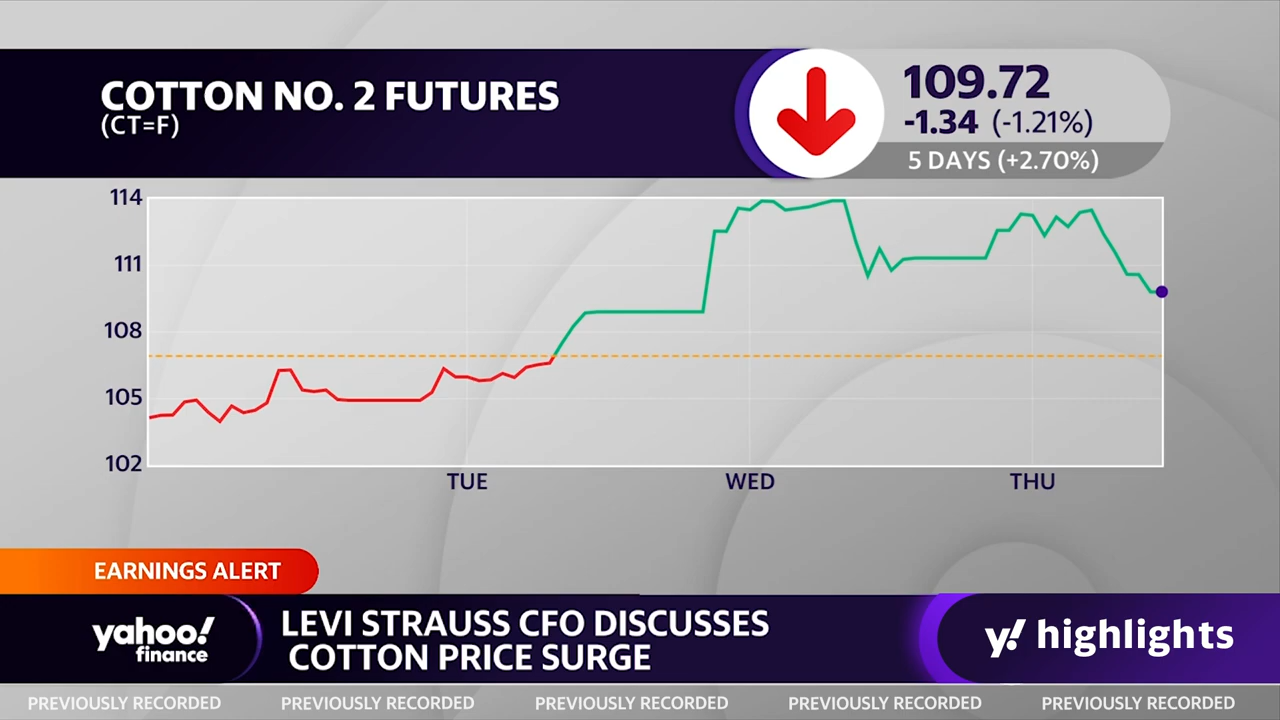 COTTON NO. 2 FUTURES
(CT=F)
109.72
-1.34 (-1.21%)
5 DAYS (+2.70%)
114
111
108
105
102
TUE WED THU
EARNINGS ALERT
yahoo!
finance
LEVI STRAUSS CFO DISCUSSES
COTTON PRICE SURGE
y! highlights
PREVIOUSLY RECORDED PREVIOUSLY RECORDED PREVIOUSLY RECORDED PREVIOUSLY RECORDED PREVIOUSLY RECORDED